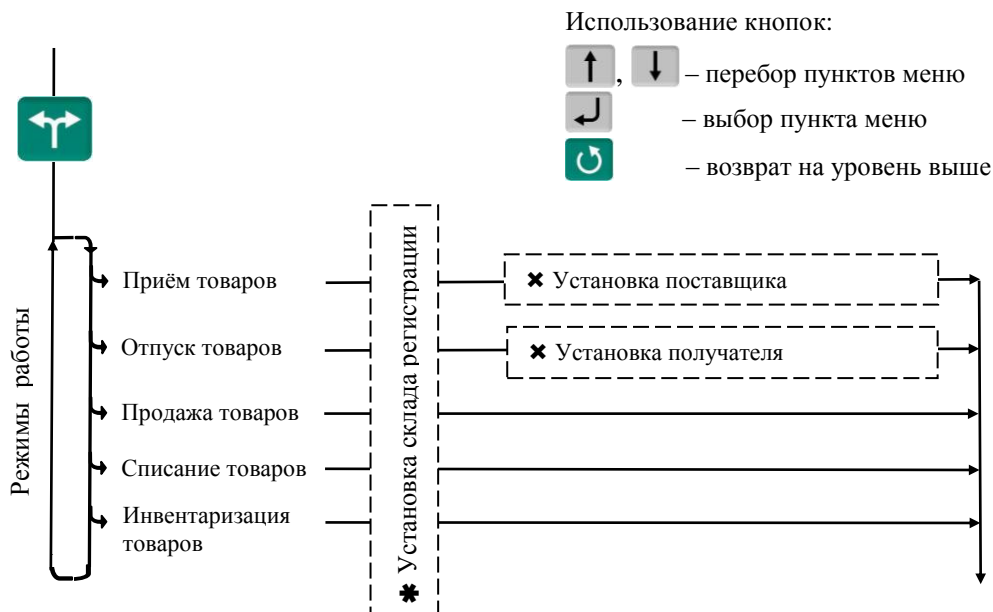 Использование кнопок:
, – перебор пунктов меню
– выбор пункта меню
– возврат на уровень выше
Режимы работы
Приём товаров
Отпуск товаров
Продажа товаров
Списание товаров
Инвентаризация
товаров
✱ Установка склада регистрации
✖ Установка поставщика
✖ Установка получателя